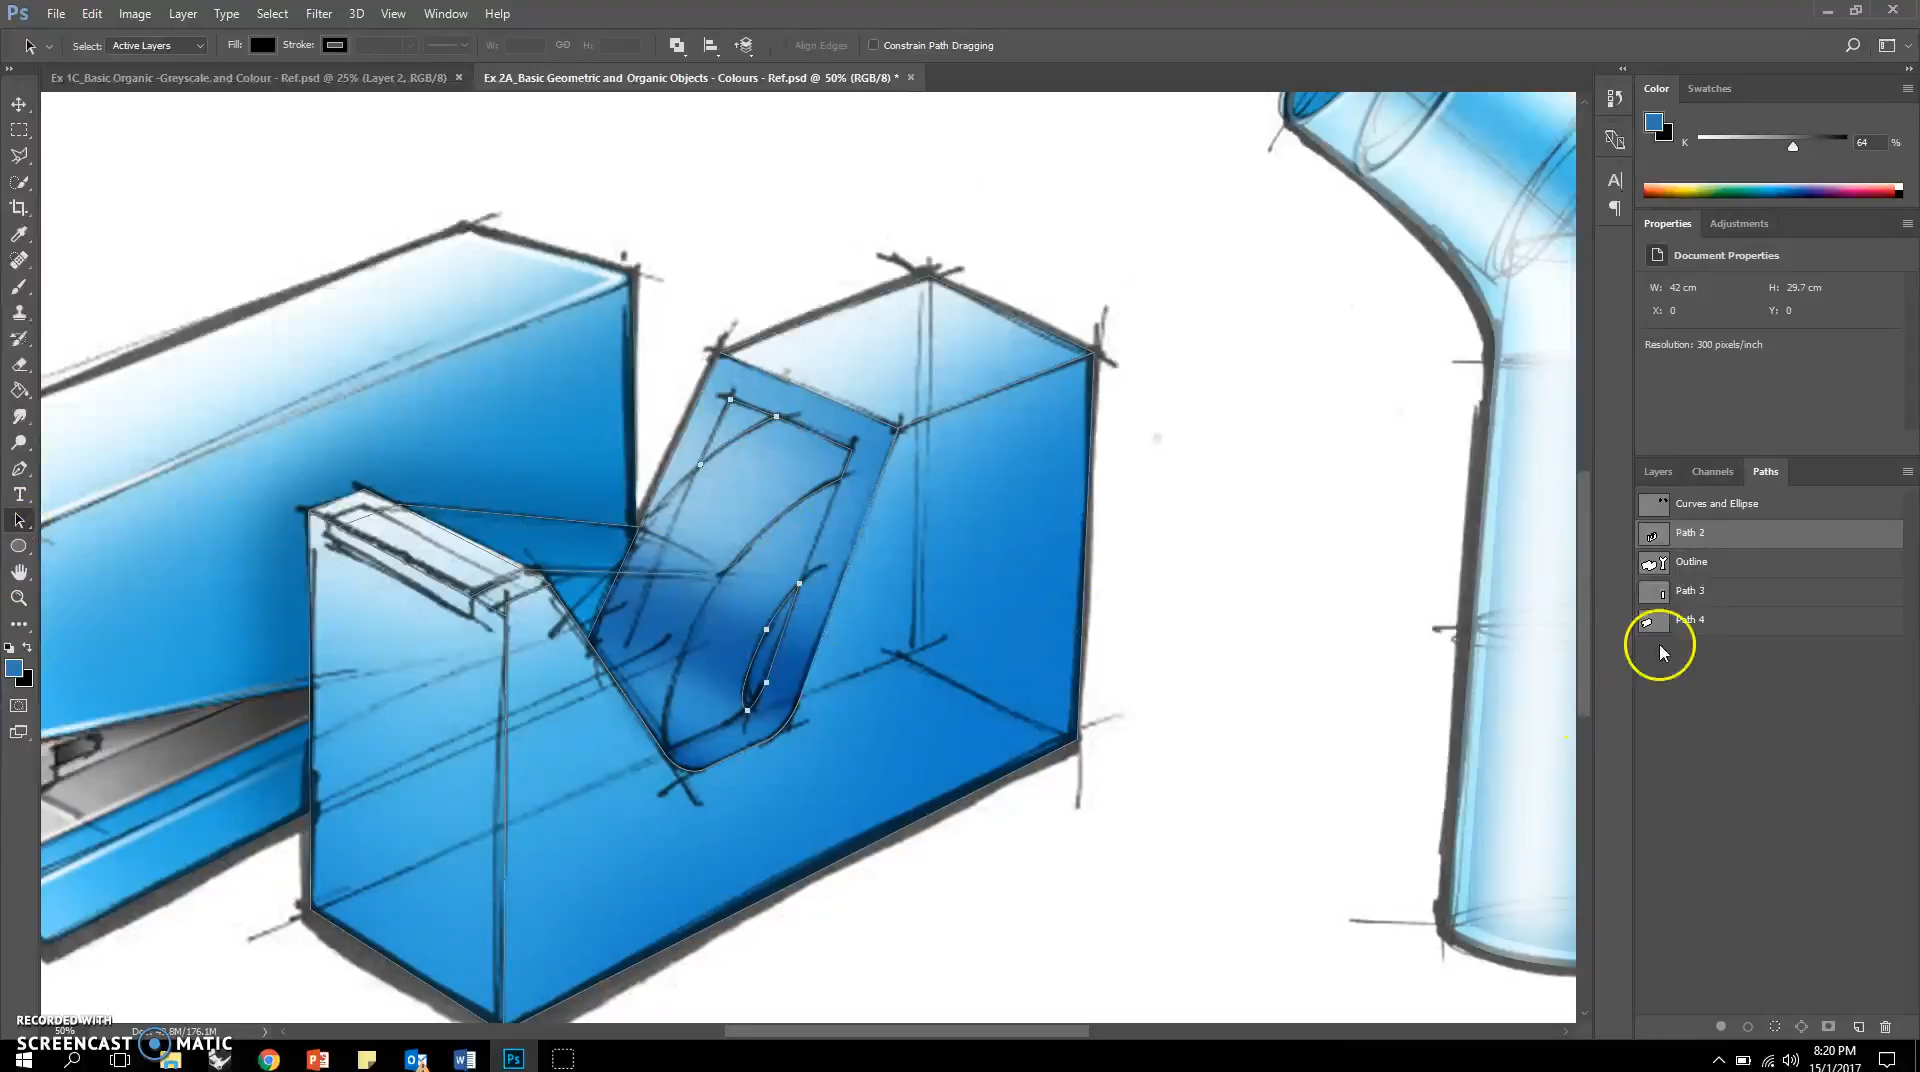 Ps File Edit Image Layer Type Select Filter 3D View Window Help
Select: Active Layers Fill: Stroke: W: H: Align Edges Constrain Path Dragging
Ex 1C_Basic Organic -Greyscale and Colour - Ref.psd @ 25% (Layer 2, RGB/8) × Ex 2A_Basic Geometric and Organic Objects - Colours - Ref.psd @ 50% (RGB/8) * ×
Color Swatches
K 64 %
Properties Adjustments
Document Properties
W: 42 cm H: 29.7 cm
X: 0 Y: 0
Resolution: 300 pixels/inch
Layers Channels Paths
Curves and Ellipse
Path 2
Outline
Path 3
Path 4
RECORDED WITH
SCREENCAST MATIC
50%
8:20 PM
15/1/2017